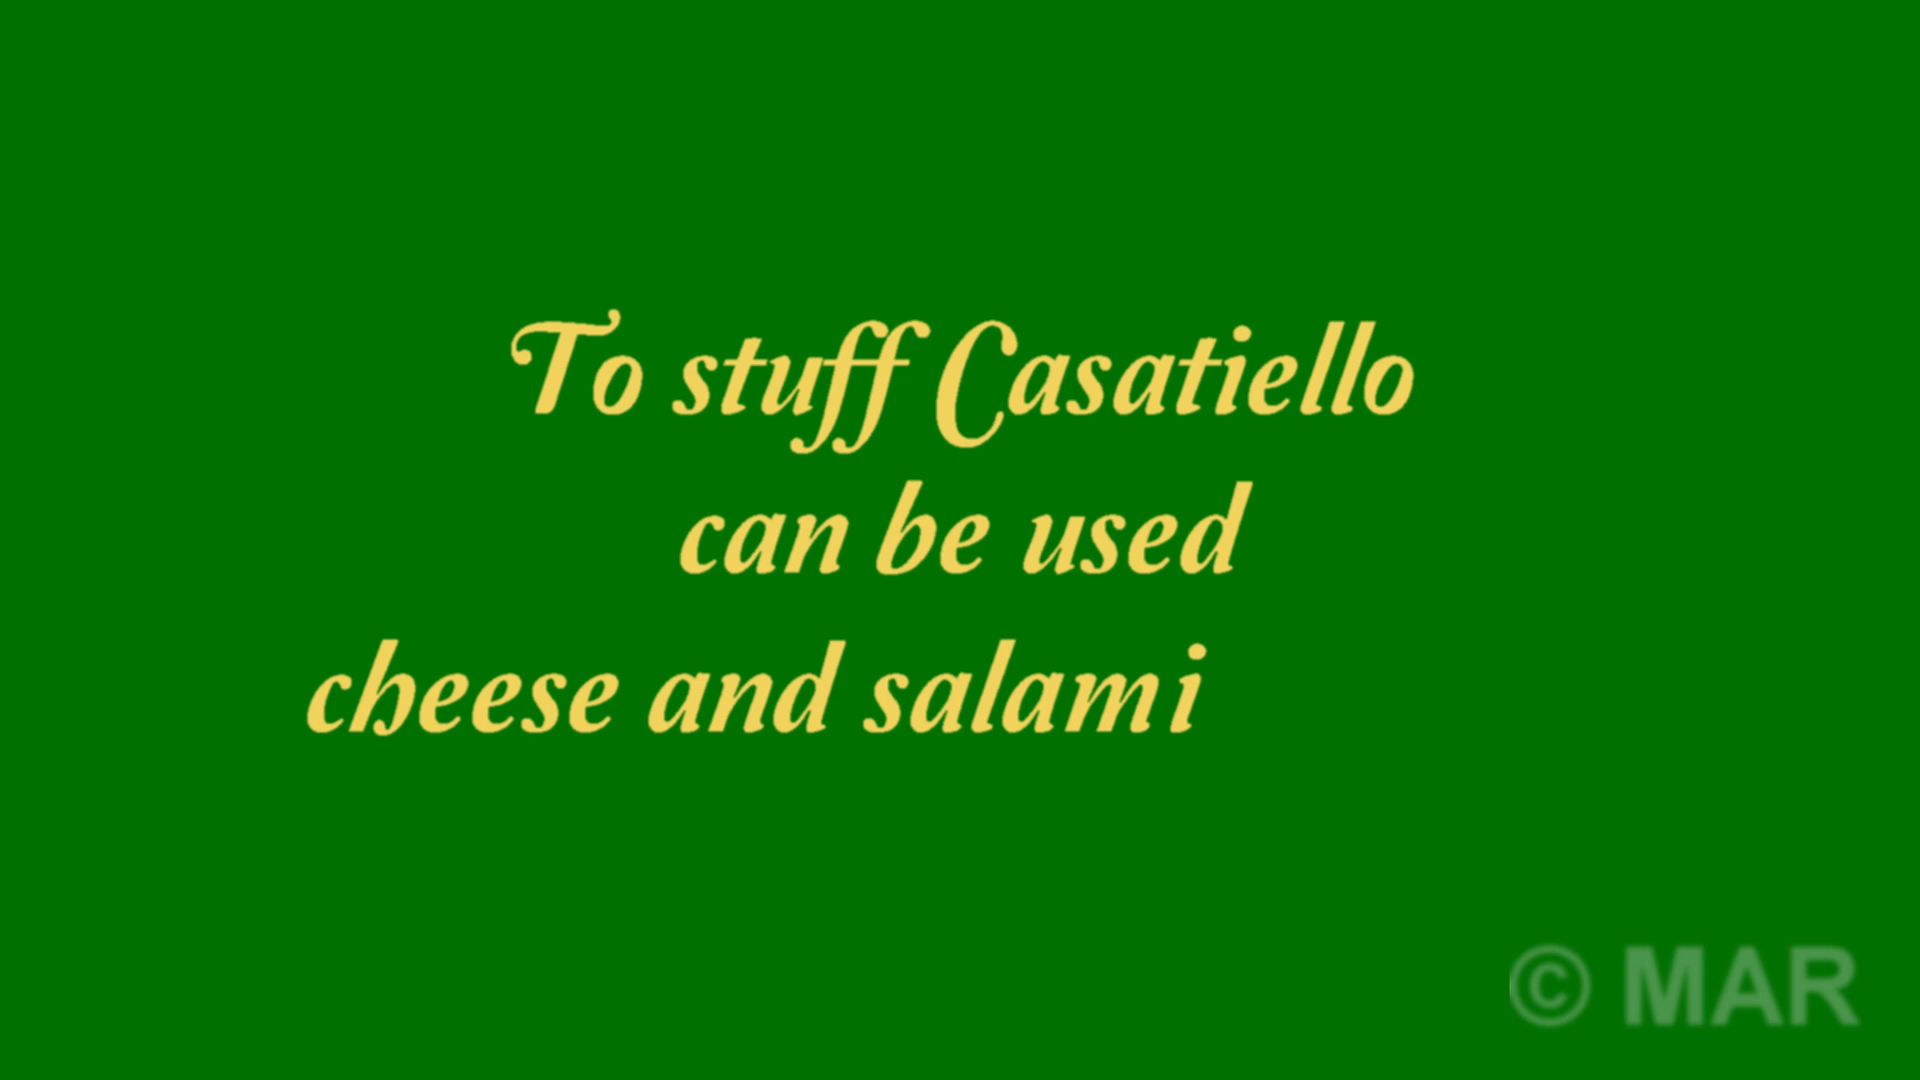 To stuff Casatiello
can be used
cheese and salami
© MAR